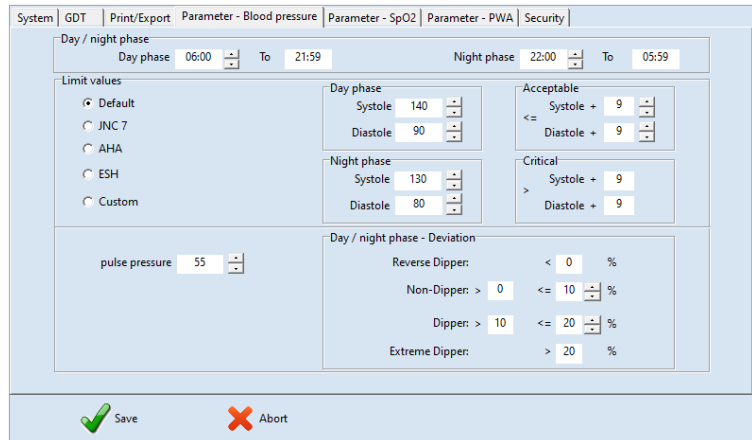 System GDT Print/Export Parameter - Blood pressure Parameter - SpO2 Parameter - PWA Security
Day / night phase
Day phase 06:00 To 21:59 Night phase 22:00 To 05:59
Limit values
Default
JNC 7
AHA
ESH
Custom
Day phase
Systole 140
Diastole 90
Acceptable
<=
Systole + 9
Diastole + 9
Night phase
Systole 130
Diastole 80
Critical
>
Systole + 9
Diastole + 9
pulse pressure 55
Day / night phase - Deviation
Reverse Dipper: < 0 %
Non-Dipper: > 0 <= 10 %
Dipper: > 10 <= 20 %
Extreme Dipper: > 20 %
Save Abort